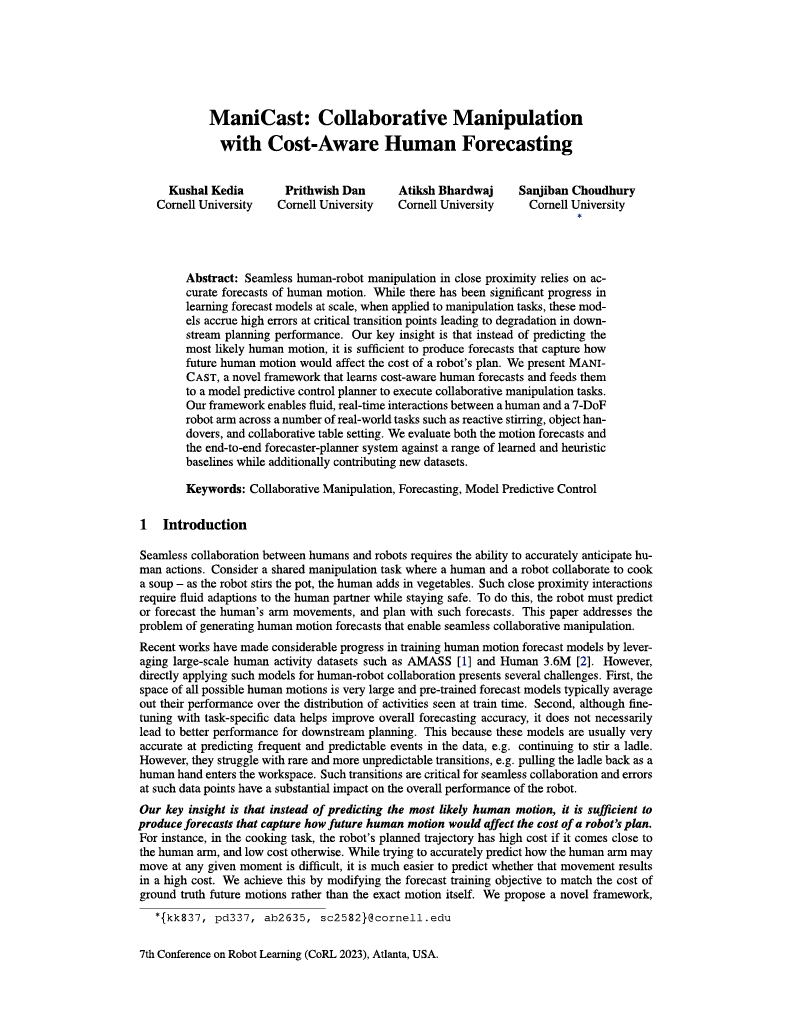 ManiCast: Collaborative Manipulation
with Cost-Aware Human Forecasting
Kushal Kedia
Cornell University
Prithwish Dan
Cornell University
Atiksh Bhardwaj
Cornell University
Sanjiban Choudhury
Cornell University
*
Abstract: Seamless human-robot manipulation in close proximity relies on ac-
curate forecasts of human motion. While there has been significant progress in
learning forecast models at scale, when applied to manipulation tasks, these mod-
els accrue high errors at critical transition points leading to degradation in down-
stream planning performance. Our key insight is that instead of predicting the
most likely human motion, it is sufficient to produce forecasts that capture how
future human motion would affect the cost of a robot's plan. We present MANI-
CAST, a novel framework that learns cost-aware human forecasts and feeds them
to a model predictive control planner to execute collaborative manipulation tasks.
Our framework enables fluid, real-time interactions between a human and a 7-DoF
robot arm across a number of real-world tasks such as reactive stirring, object han-
dovers, and collaborative table setting. We evaluate both the motion forecasts and
the end-to-end forecaster-planner system against a range of learned and heuristic
baselines while additionally contributing new datasets.
Keywords: Collaborative Manipulation, Forecasting, Model Predictive Control
1 Introduction
Seamless collaboration between humans and robots requires the ability to accurately anticipate hu-
man actions. Consider a shared manipulation task where a human and a robot collaborate to cook
a soup – as the robot stirs the pot, the human adds in vegetables. Such close proximity interactions
require fluid adaptions to the human partner while staying safe. To do this, the robot must predict
or forecast the human's arm movements, and plan with such forecasts. This paper addresses the
problem of generating human motion forecasts that enable seamless collaborative manipulation.
Recent works have made considerable progress in training human motion forecast models by lever-
aging large-scale human activity datasets such as AMASS [1] and Human 3.6M [2]. However,
directly applying such models for human-robot collaboration presents several challenges. First, the
space of all possible human motions is very large and pre-trained forecast models typically average
out their performance over the distribution of activities seen at train time. Second, although fine-
tuning with task-specific data helps improve overall forecasting accuracy, it does not necessarily
lead to better performance for downstream planning. This because these models are usually very
accurate at predicting frequent and predictable events in the data, e.g. continuing to stir a ladle.
However, they struggle with rare and more unpredictable transitions, e.g. pulling the ladle back as a
human hand enters the workspace. Such transitions are critical for seamless collaboration and errors
at such data points have a substantial impact on the overall performance of the robot.
Our key insight is that instead of predicting the most likely human motion, it is sufficient to
produce forecasts that capture how future human motion would affect the cost of a robot's plan.
For instance, in the cooking task, the robot's planned trajectory has high cost if it comes close to
the human arm, and low cost otherwise. While trying to accurately predict how the human arm may
move at any given moment is difficult, it is much easier to predict whether that movement results
in a high cost. We achieve this by modifying the forecast training objective to match the cost of
ground truth future motions rather than the exact motion itself. We propose a novel framework,
*{kk837, pd337, ab2635, sc2582}@cornell.edu
7th Conference on Robot Learning (CoRL 2023), Atlanta, USA.